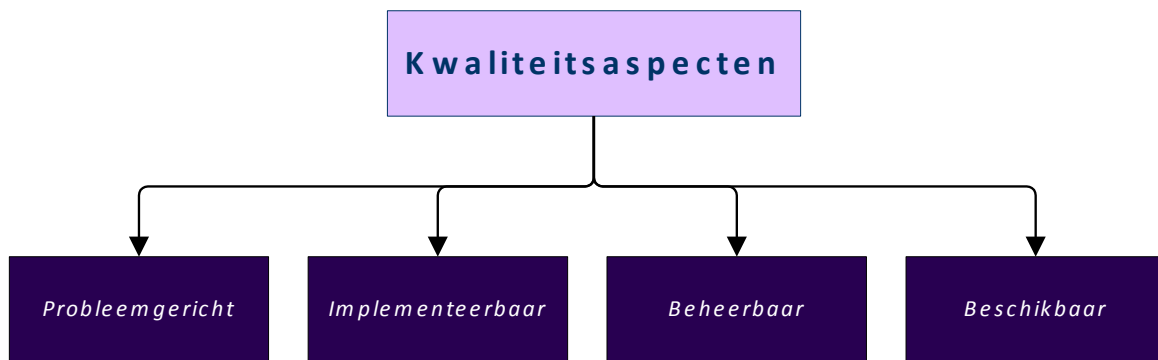 Kwaliteitsaspecten
Probleemgericht
Implementeerbaar
Beheerbaar
Beschikbaar